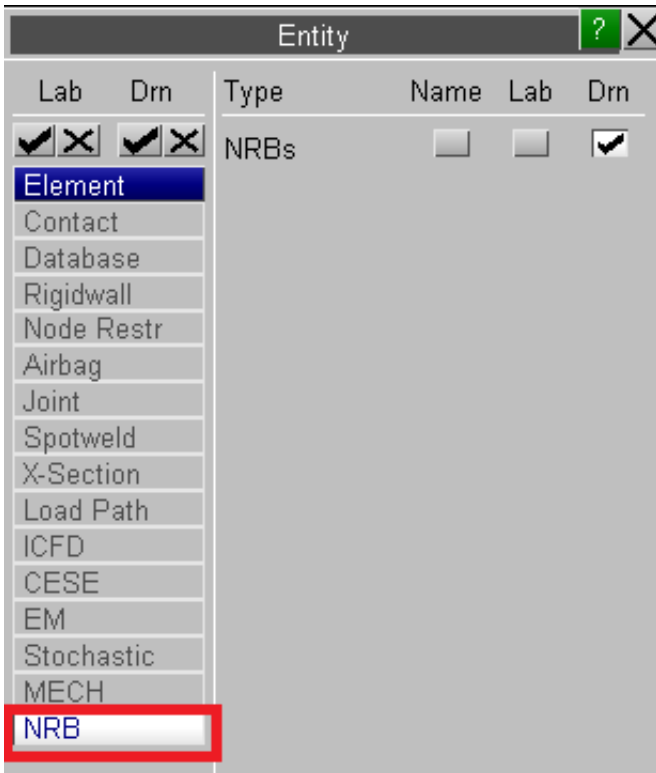 Entity ?
Lab Drn Type Name Lab Drn
NRBs
Element
Contact
Database
Rigidwall
Node Restr
Airbag
Joint
Spotweld
X-Section
Load Path
ICFD
CESE
EM
Stochastic
MECH
NRB